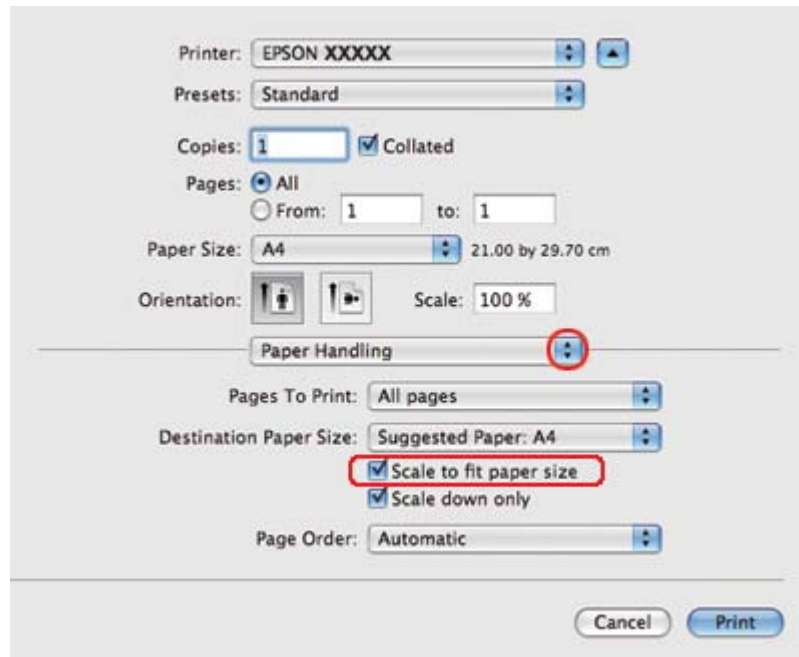 Printer: EPSON XXXXX
Presets: Standard
Copies: 1 Collated
Pages: All
From: 1 to: 1
Paper Size: A4 21.00 by 29.70 cm
Orientation: Scale: 100 %
Paper Handling
Pages To Print: All pages
Destination Paper Size: Suggested Paper: A4
Scale to fit paper size
Scale down only
Page Order: Automatic
Cancel Print